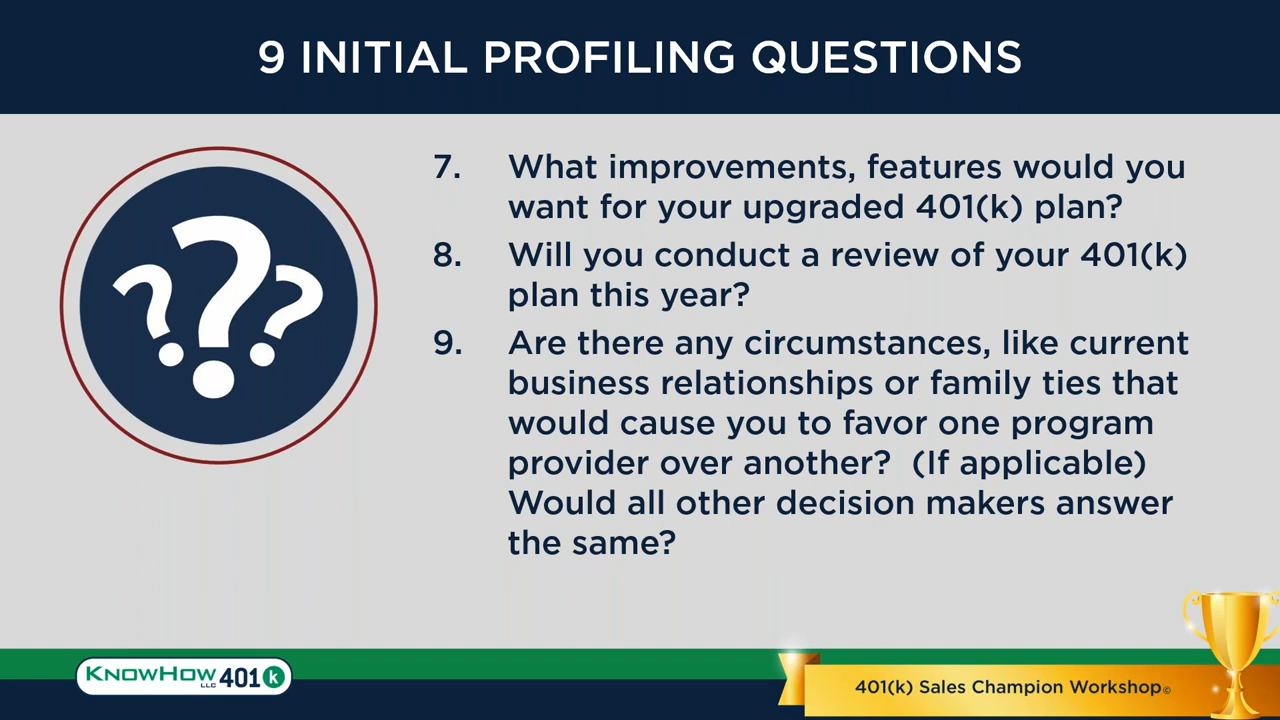 9 INITIAL PROFILING QUESTIONS
???
7. What improvements, features would you
want for your upgraded 401(k) plan?
8. Will you conduct a review of your 401(k)
plan this year?
9. Are there any circumstances, like current
business relationships or family ties that
would cause you to favor one program
provider over another? (If applicable)
Would all other decision makers answer
the same?
KNOWHOW LLC 401 k
401(k) Sales Champion Workshop©